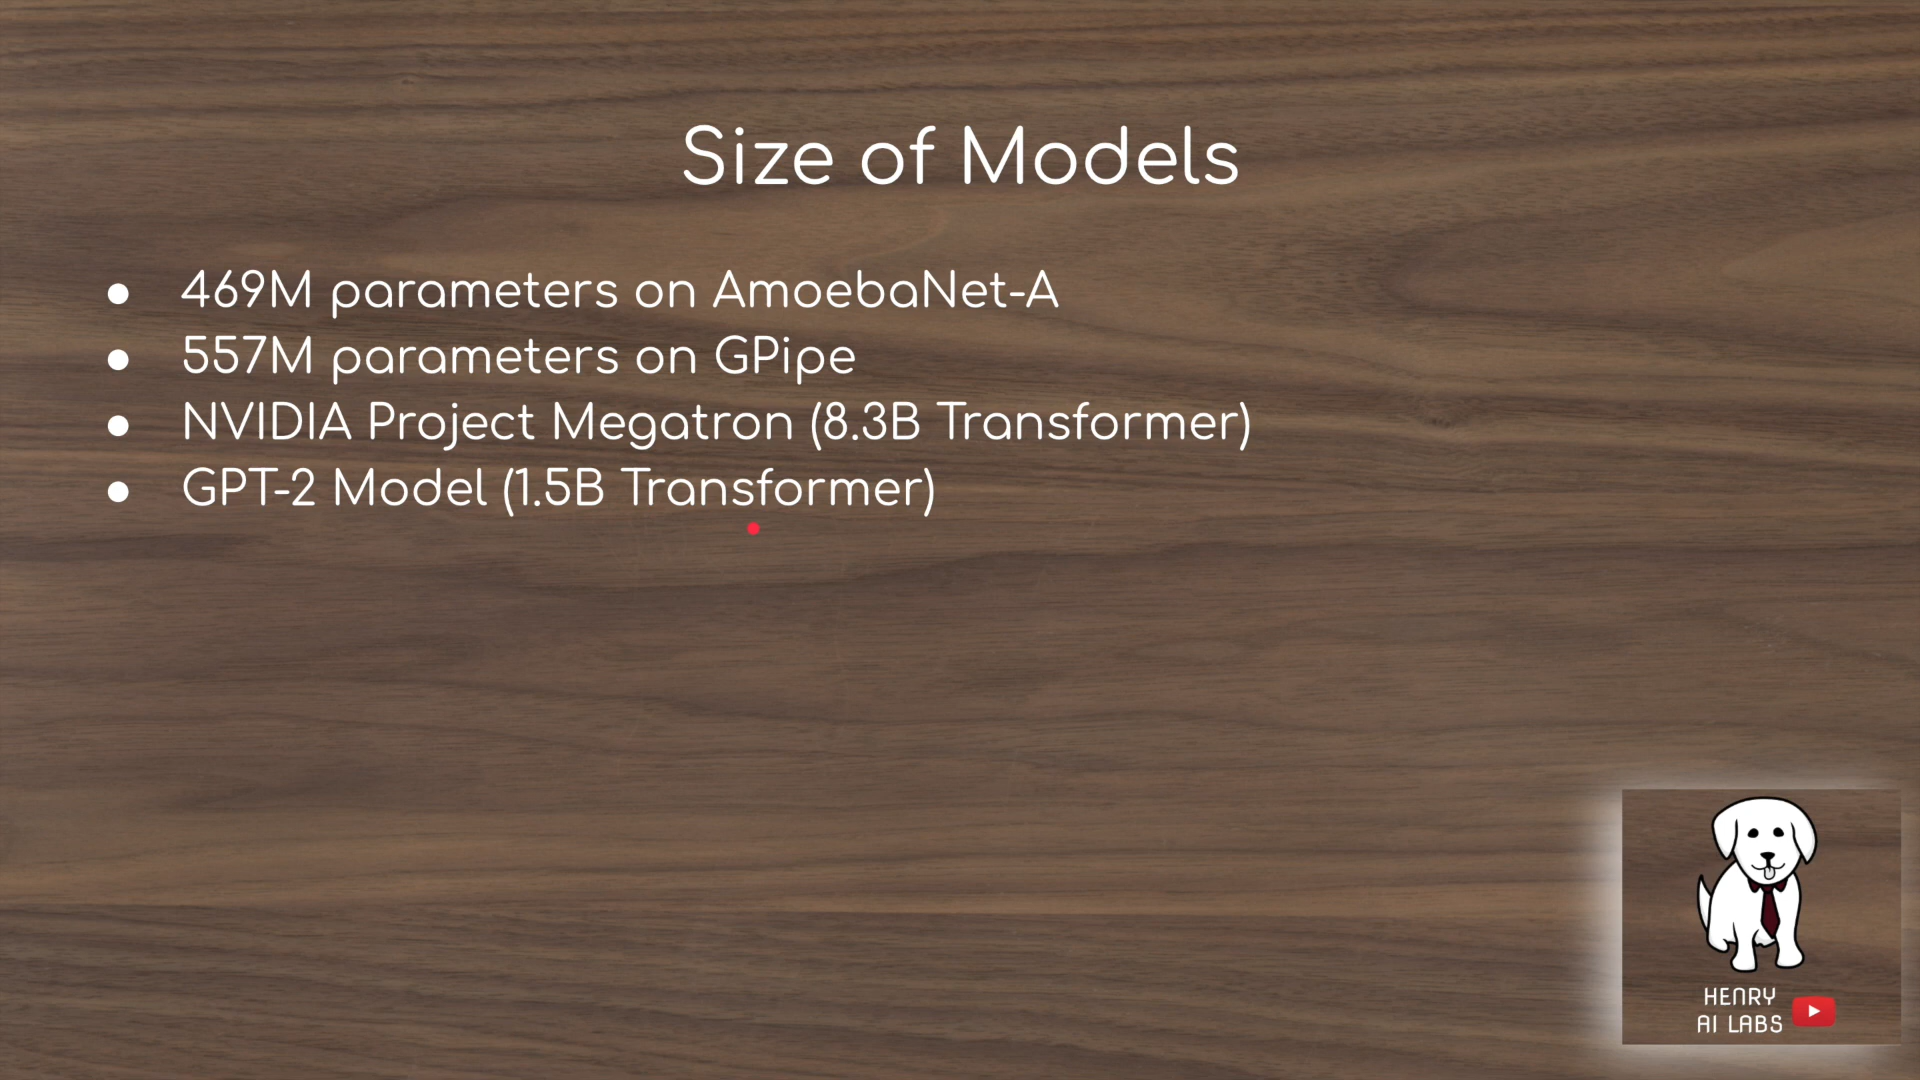 Size of Models
● 469M parameters on AmoebaNet-A
● 557M parameters on GPipe
● NVIDIA Project Megatron (8.3B Transformer)
● GPT-2 Model (1.5B Transformer)
HENRY
AI LABS